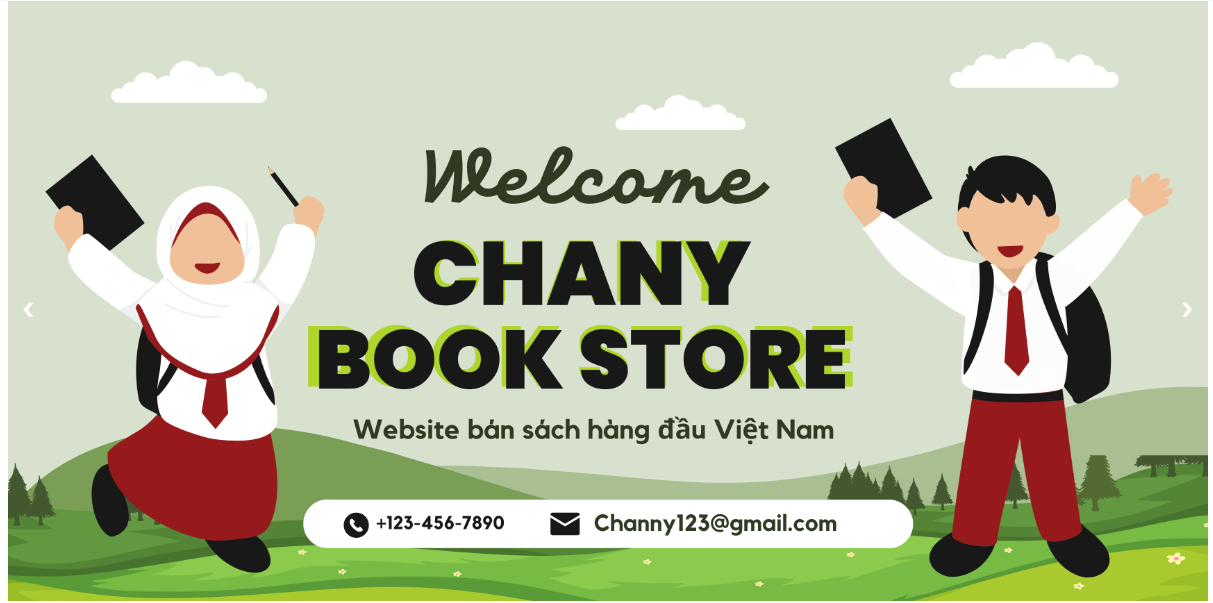 Welcome
CHANY
BOOK STORE
Website bán sách hàng đầu Việt Nam
+123-456-7890 Channy123@gmail.com